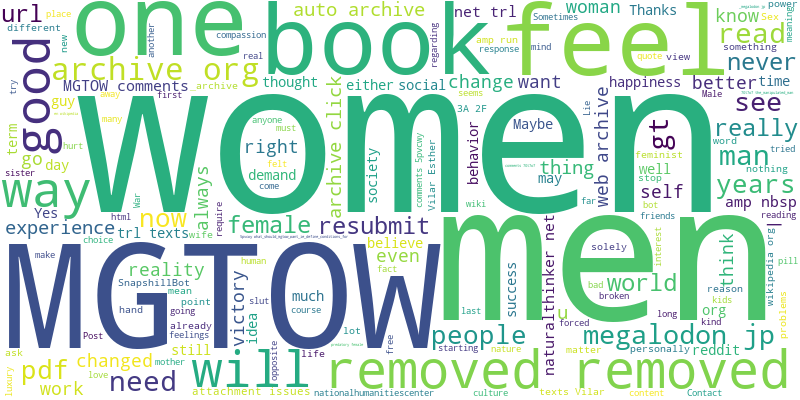 url
different
place
new
another
one
auto archive
compassion
real
book
net trl
amp run
response
regarding
woman
Sometimes
mind
feel
Thanks
quote
view
know
read
something
Sex
power
meaning
good
archive org
MGTOW comments
thought
either
social
change
want
happiness
better
never
time
try
guy
away
first
_archive
seems
3A 2F
Male
see
term
many
hurt
women
archive click
behavior
Maybe
Lie
web archive
gt
word
tried
go
day
anyone
must
felt
right
demand
come
society
comments 5pvcwy
Vilar Esther
wiki
thing
may
far
feminist
well
stop
bot
friends
really
man
nothing
self
reading
sister
way
Yes
now
War
always
require
years
amp nbsp
experience
trl texts
html
wife
female
resubmit
men
choice
MGTOW
believe
even
fact
human
solely
think
interest
wikipedia org
make
reality
SnapshillBot
mean
point
hand
going
victory
idea
much
course
slut
success
naturalthinker net
bad
broken
world
org
reason
kids
kind
pill
problems
Post
already
feelings
lot
free
people
last
u
forced
long
megalodon jp
ask
pdf
changed
still
mother
love
life
opposite
starting
nature
matter
personally
reddit
luxury
work
need
will
removed
removed
attachment issues
predatory female
nationalhumanitiescenter
culture
texts Vilar
content
Contact